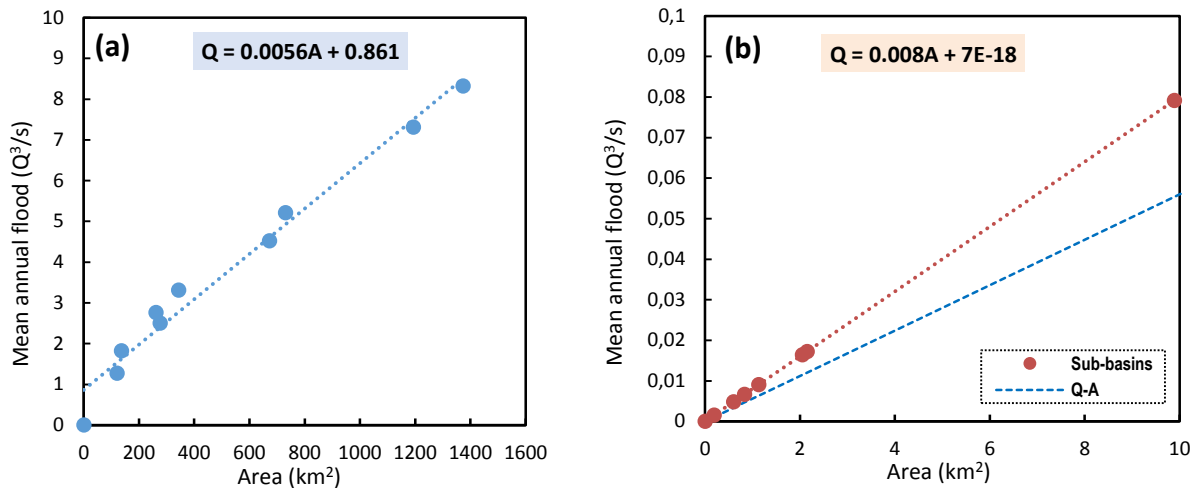 (a)
Q = 0.0056A + 0.861
Mean annual flood (Q³/s)
10
9
8
7
6
5
4
3
2
1
0
0 200 400 600 800 1000 1200 1400 1600
Area (km²)
(b)
Q = 0.008A + 7E-18
Mean annual flood (Q³/s)
0,1
0,09
0,08
0,07
0,06
0,05
0,04
0,03
0,02
0,01
0
0 2 4 6 8 10
Area (km²)
Sub-basins
Q-A